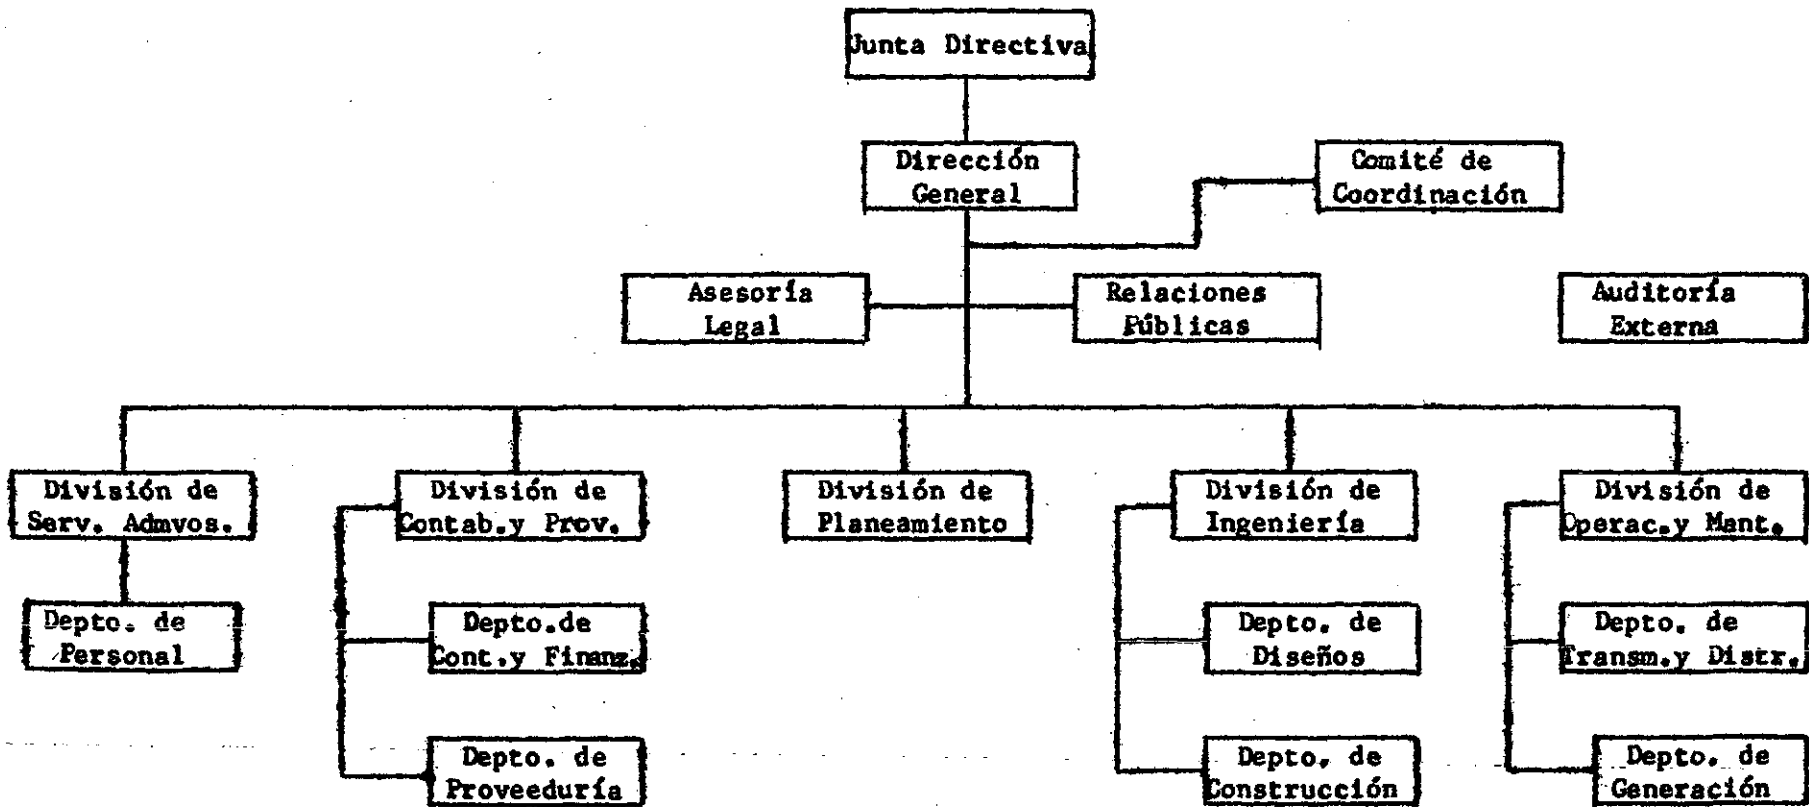 Junta Directiva
Dirección
General
Comité de
Coordinación
Asesoría
Legal
Relaciones
Públicas
Auditoría
Externa
División de
Serv. Admvos.
División de
Contab.y Prov.
División de
Planeamiento
División de
Ingeniería
División de
Operac.y Mant.
Depto. de
Personal
Depto.de
Cont.y Finanz.
Depto. de
Diseños
Depto. de
Transm.y Distr.
Depto. de
Proveeduría
Depto. de
Construcción
Depto. de
Generación